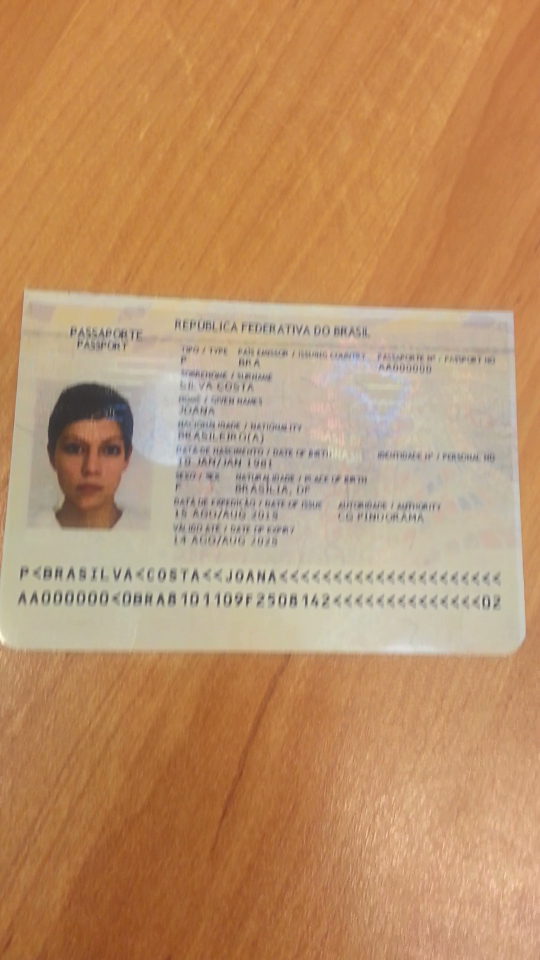 PASSAPORTE
PASSPORT
REPÚBLICA FEDERATIVA DO BRASIL
TIPO / TYPE PAÍS EMISSOR / ISSUING COUNTRY PASSAPORTE Nº / PASSPORT NO
P BRA AA000000
SOBRENOME / SURNAME
SILVA COSTA
NOME / GIVEN NAMES
JOANA
NACIONALIDADE / NATIONALITY
BRASILEIRO(A)
DATA DE NASCIMENTO / DATE OF BIRTH IDENTIDADE Nº / PERSONAL NO
10 JAN/JAN 1981
SEXO / SEX NATURALIDADE / PLACE OF BIRTH
F BRASÍLIA, DF
DATA DE EXPEDIÇÃO / DATE OF ISSUE AUTORIDADE / AUTHORITY
15 AGO/AUG 2015 CG PINDORAMA
VÁLIDO ATÉ / DATE OF EXPIRY
14 AGO/AUG 2025
P<BRASILVA<COSTA<<JOANA<<<<<<<<<<<<<<<<<<<<<
AA000000<0BRA8101109F2508142<<<<<<<<<<<<<<02